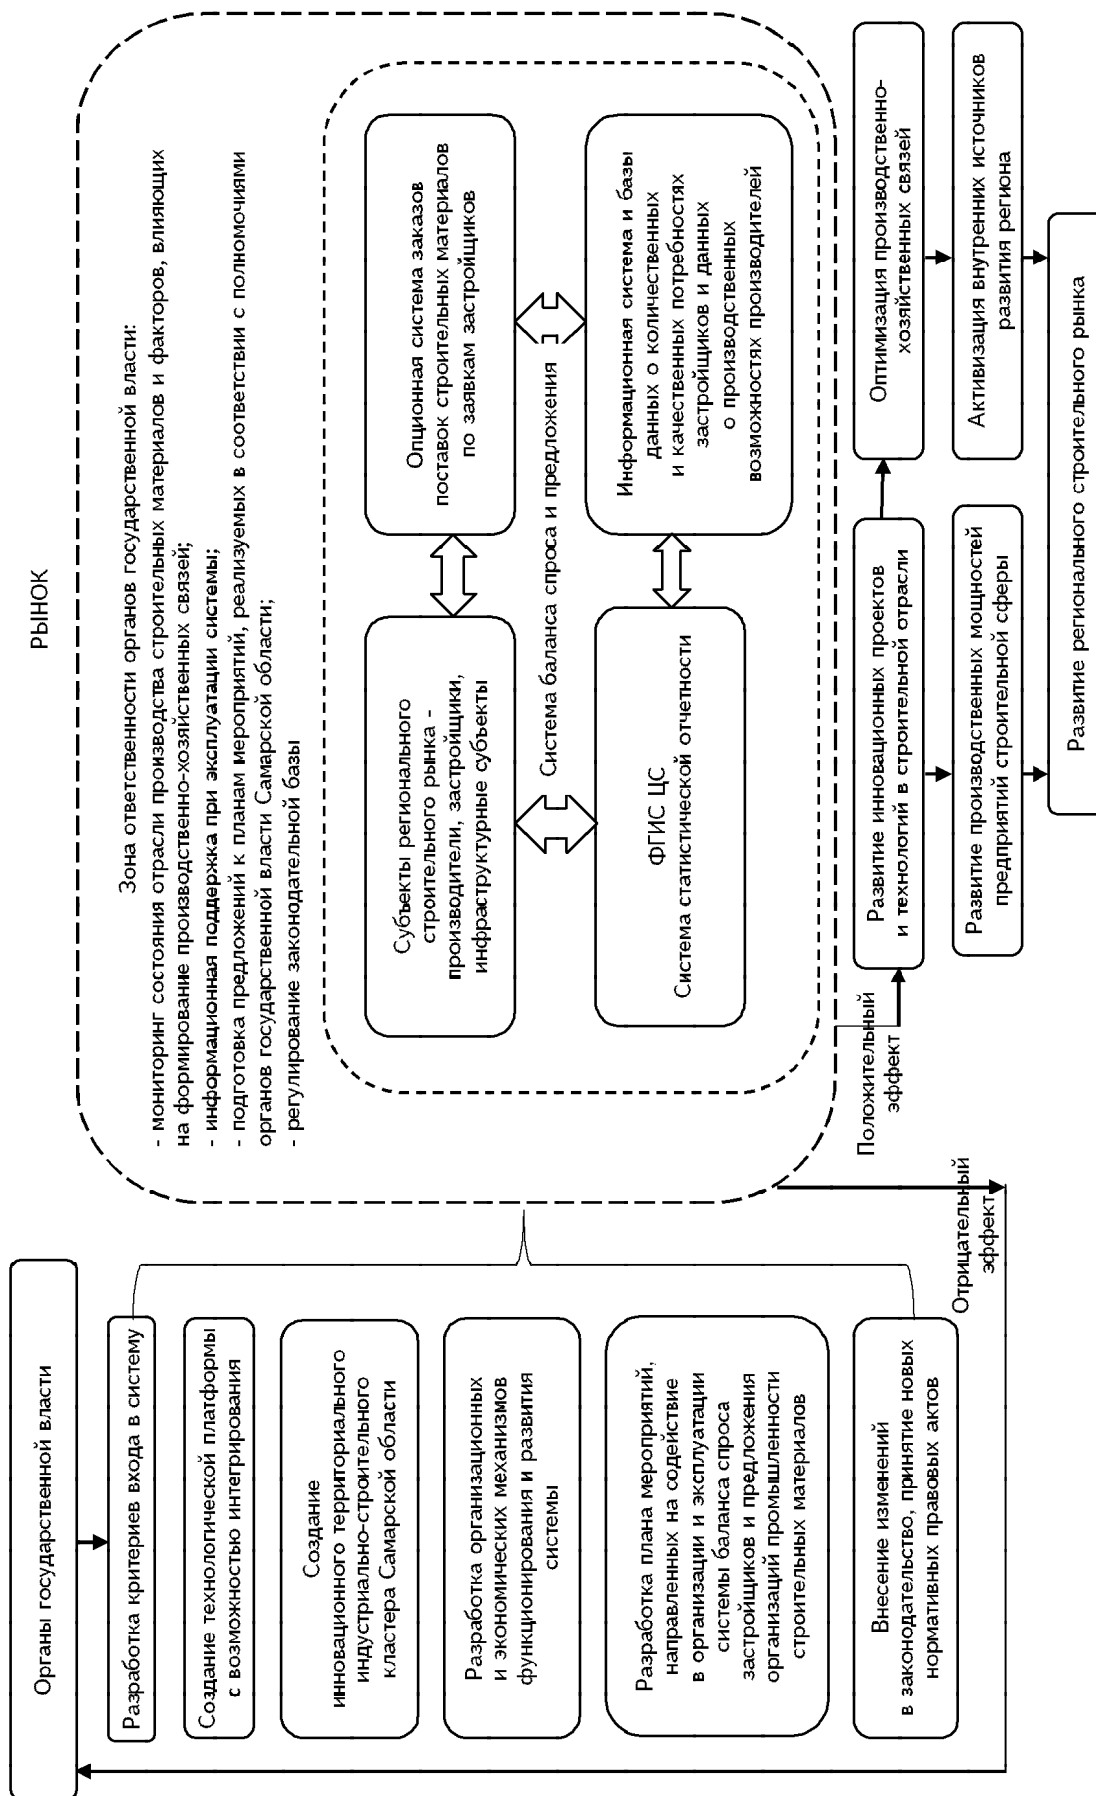 Органы государственной власти
Разработка критериев входа в систему
Создание технологической платформы
с возможностью интегрирования
Создание
инновационного территориального
индустриально-строительного
кластера Самарской области
Разработка организационных
и экономических механизмов
функционирования и развития
системы
Разработка плана мероприятий,
направленных на содействие
в организации и эксплуатации
системы баланса спроса
застройщиков и предложения
организаций промышленности
строительных материалов
Внесение изменений
в законодательство, принятие новых
нормативных правовых актов
РЫНОК
Зона ответственности органов государственной власти:
- мониторинг состояния отрасли производства строительных материалов и факторов, влияющих
на формирование производственно-хозяйственных связей;
- информационная поддержка при эксплуатации системы;
- подготовка предложений к планам мероприятий, реализуемых в соответствии с полномочиями
органов государственной власти Самарской области;
- регулирование законодательной базы
Субъекты регионального
строительного рынка -
производители, застройщики,
инфраструктурные субъекты
Опционная система заказов
поставок строительных материалов
по заявкам застройщиков
Система баланса спроса и предложения
ФГИС ЦС
Система статистической отчетности
Информационная система и базы
данных о количественных
и качественных потребностях
застройщиков и данных
о производственных
возможностях производителей
Отрицательный
эффект
Положительный
эффект
Развитие инновационных проектов
и технологий в строительной отрасли
Оптимизация производственно-
хозяйственных связей
Развитие производственных мощностей
предприятий строительной сферы
Активизация внутренних источников
развития региона
Развитие регионального строительного рынка